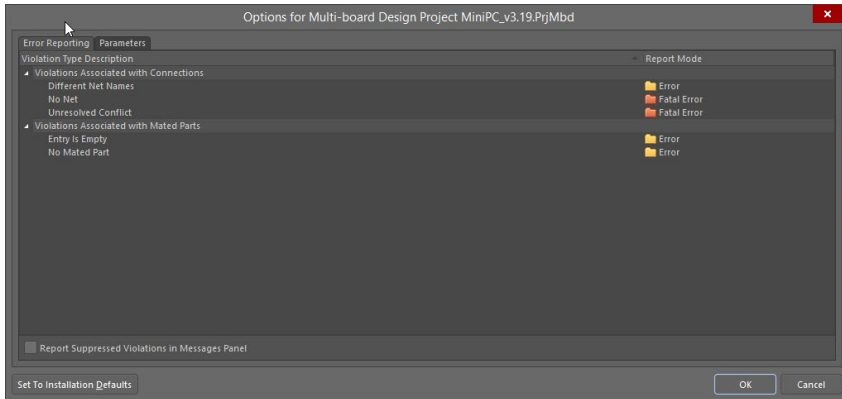 Options for Multi-board Design Project MiniPC_v3.19.PrjMbd
Error Reporting Parameters
Violation Type Description Report Mode
Violations Associated with Connections
Different Net Names Error
No Net Fatal Error
Unresolved Conflict Fatal Error
Violations Associated with Mated Parts
Entry Is Empty Error
No Mated Part Error
Report Suppressed Violations in Messages Panel
Set To Installation Defaults OK Cancel